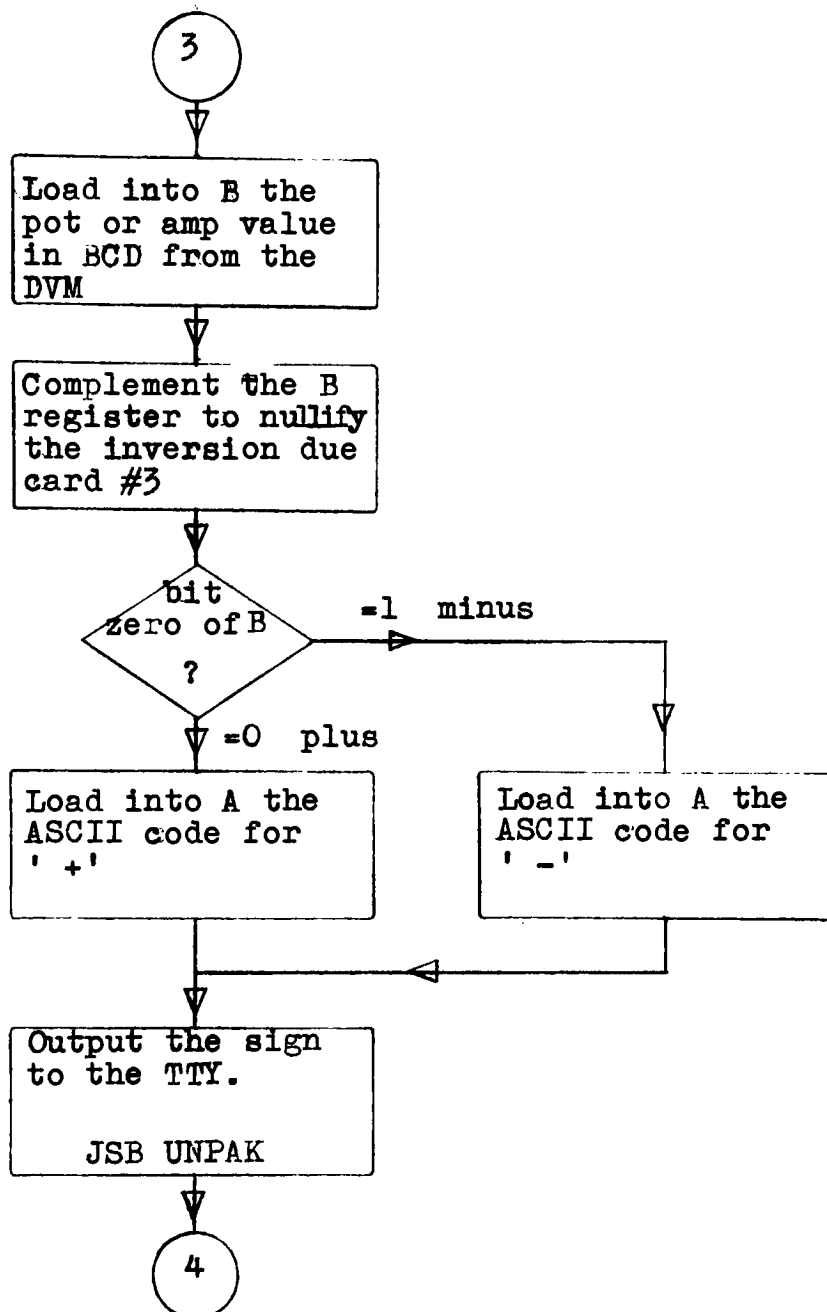 3
Load into B the
pot or amp value
in BCD from the
DVM
Complement the B
register to nullify
the inversion due
card #3
bit
zero of B
?
=1 minus
=0 plus
Load into A the
ASCII code for
' +'
Load into A the
ASCII code for
' -'
Output the sign
to the TTY.
JSB UNPAK
4